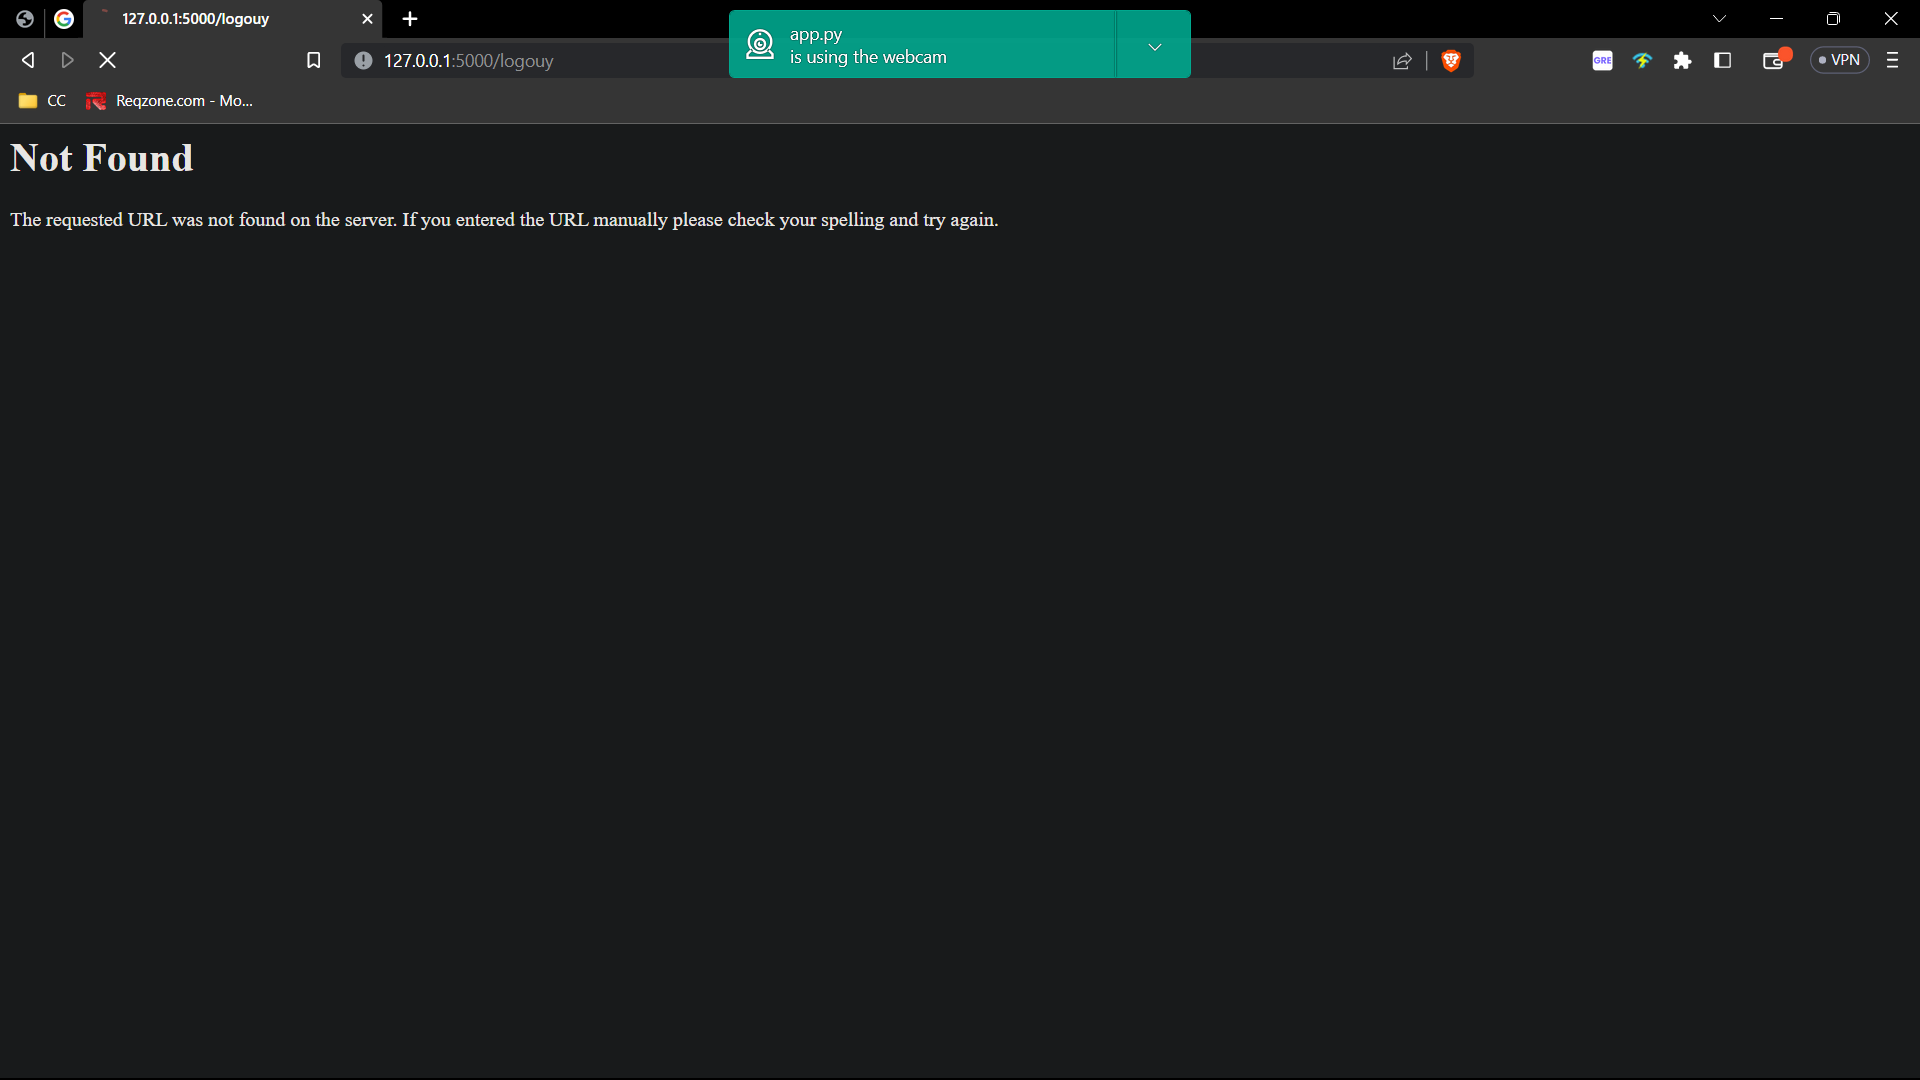 127.0.0.1:5000/logouy
app.py
is using the webcam
127.0.0.1:5000/logouy
GRE
VPN
CC
Reqzone.com - Mo...
Not Found
The requested URL was not found on the server. If you entered the URL manually please check your spelling and try again.